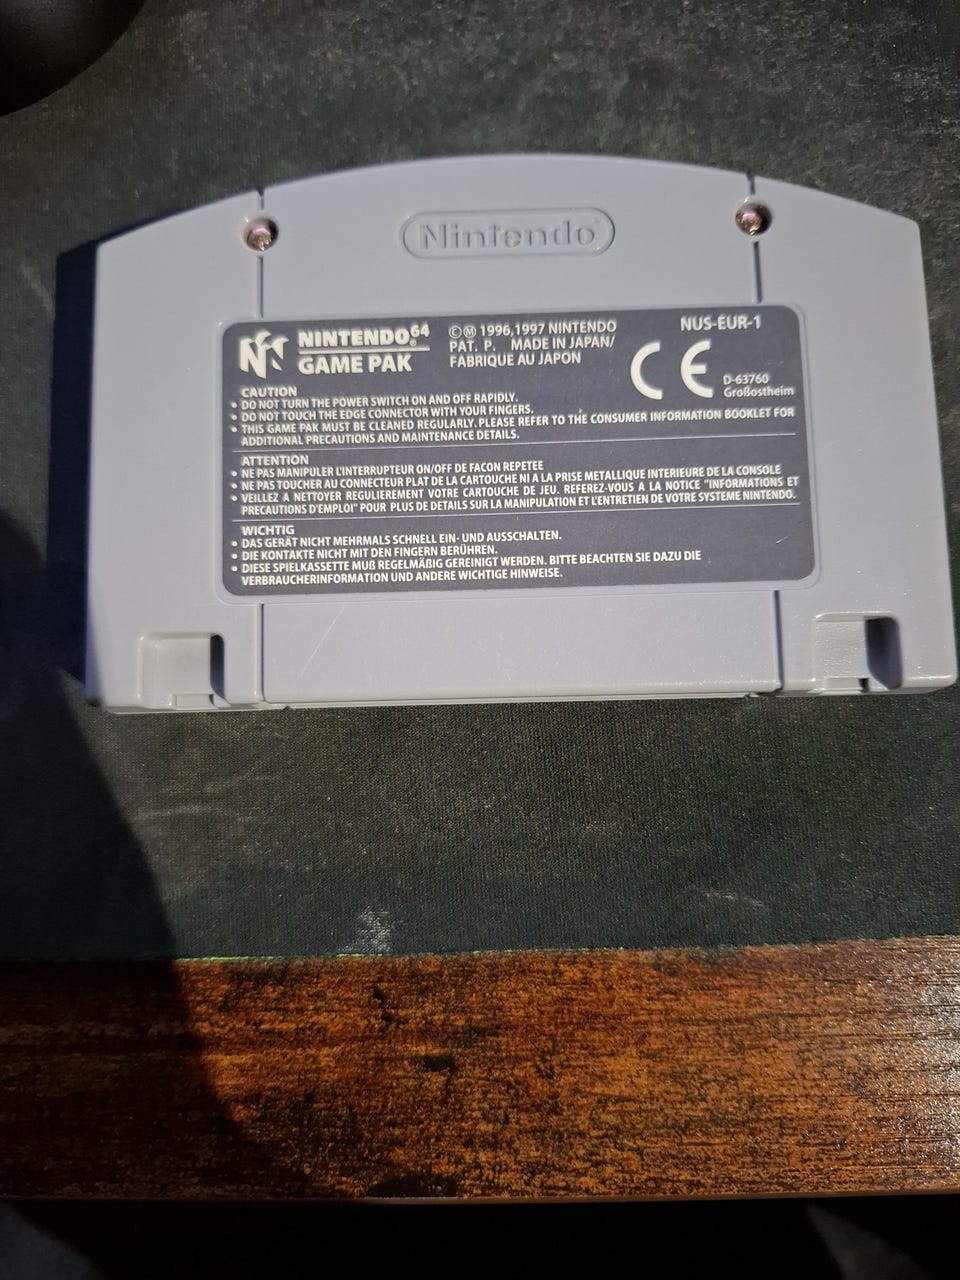 Nintendo®
NINTENDO64®
GAME PAK
©Ⓜ 1996,1997 NINTENDO
PAT. P. MADE IN JAPAN/
FABRIQUE AU JAPON
NUS-EUR-1
CE
D-63760
Großostheim
CAUTION
• DO NOT TURN THE POWER SWITCH ON AND OFF RAPIDLY.
• DO NOT TOUCH THE EDGE CONNECTOR WITH YOUR FINGERS.
• THIS GAME PAK MUST BE CLEANED REGULARLY. PLEASE REFER TO THE CONSUMER INFORMATION BOOKLET FOR
ADDITIONAL PRECAUTIONS AND MAINTENANCE DETAILS.
ATTENTION
• NE PAS MANIPULER L'INTERRUPTEUR ON/OFF DE FACON REPETEE
• NE PAS TOUCHER AU CONNECTEUR PLAT DE LA CARTOUCHE NI A LA PRISE METALLIQUE INTERIEURE DE LA CONSOLE
• VEILLEZ A NETTOYER REGULIEREMENT VOTRE CARTOUCHE DE JEU. REFEREZ-VOUS A LA NOTICE "INFORMATIONS ET
PRECAUTIONS D'EMPLOI" POUR PLUS DE DETAILS SUR LA MANIPULATION ET L'ENTRETIEN DE VOTRE SYSTEME NINTENDO.
WICHTIG
• DAS GERÄT NICHT MEHRMALS SCHNELL EIN- UND AUSSCHALTEN.
• DIE KONTAKTE NICHT MIT DEN FINGERN BERÜHREN.
• DIESE SPIELKASSETTE MUß REGELMÄßIG GEREINIGT WERDEN. BITTE BEACHTEN SIE DAZU DIE
VERBRAUCHERINFORMATION UND ANDERE WICHTIGE HINWEISE.